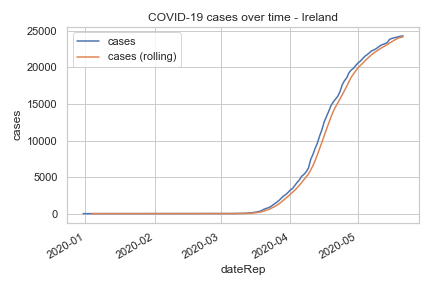 COVID-19 cases over time - Ireland
cases
cases (rolling)
25000
20000
15000
10000
5000
0
cases
2020-01
2020-02
2020-03
2020-04
2020-05
dateRep